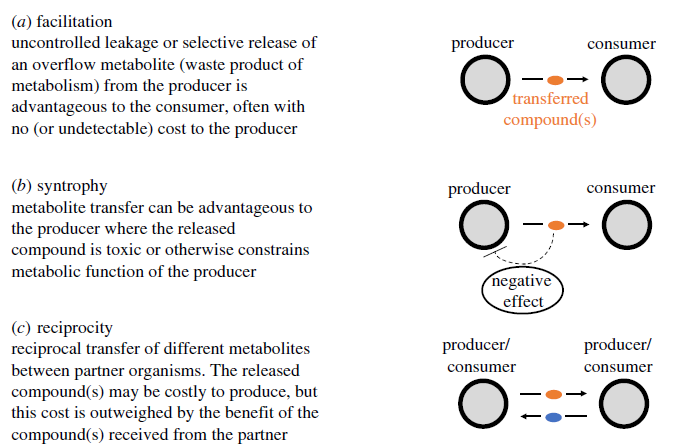 (a) facilitation
uncontrolled leakage or selective release of
an overflow metabolite (waste product of
metabolism) from the producer is
advantageous to the consumer, often with
no (or undetectable) cost to the producer
producer
consumer
transferred
compound(s)
(b) syntrophy
metabolite transfer can be advantageous to
the producer where the released
compound is toxic or otherwise constrains
metabolic function of the producer
producer
consumer
negative
effect
(c) reciprocity
reciprocal transfer of different metabolites
between partner organisms. The released
compound(s) may be costly to produce, but
this cost is outweighed by the benefit of the
compound(s) received from the partner
producer/
consumer
producer/
consumer